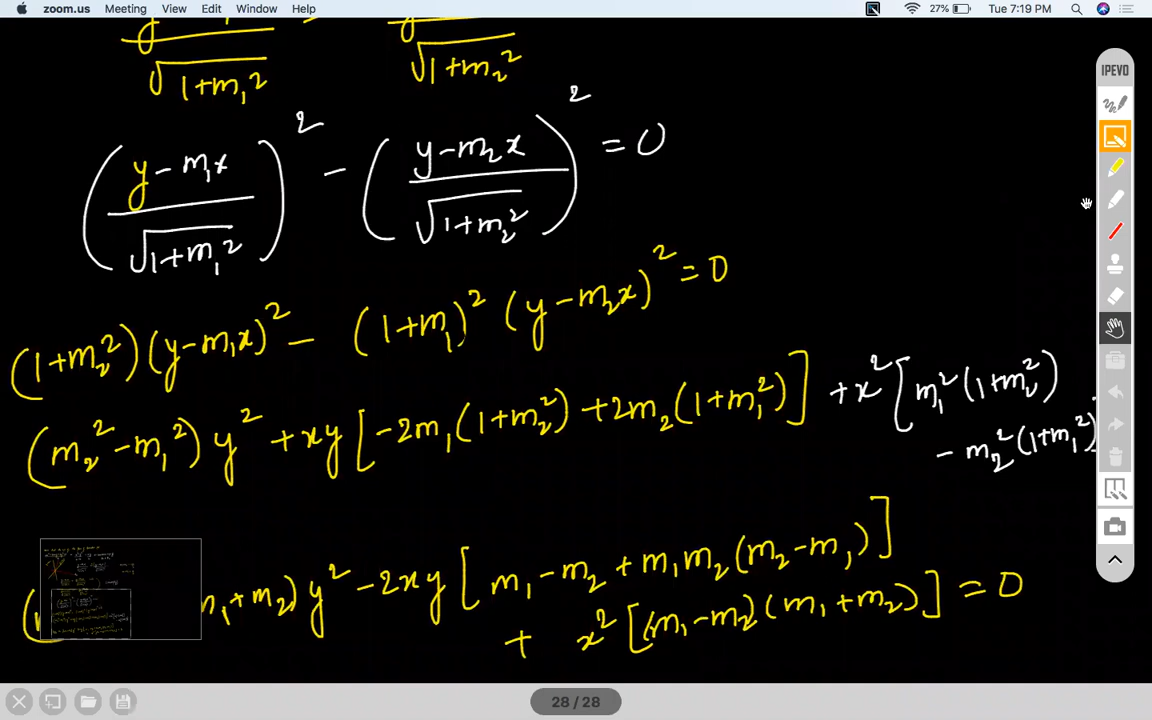 zoom.us Meeting View Edit Window Help 27% Tue 7:19 PM
IPEVO
√(1+m₁²) √(1+m₂²)
((y-m₁x)/√(1+m₁²))² - ((y-m₂x)/√(1+m₂²))² = 0
(1+m₂²)(y-m₁x)² - (1+m₁)² (y-m₂x)² = 0
(m₂²-m₁²) y² + xy [-2m₁(1+m₂²) + 2m₂(1+m₁²)] + x² [m₁²(1+m₂²)
- m₂²(1+m₁²)]
m₁+m₂) y² - 2xy [m₁-m₂ + m₁m₂(m₂-m₁)]
+ x² [(m₁-m₂)(m₁+m₂)] = 0
28 / 28